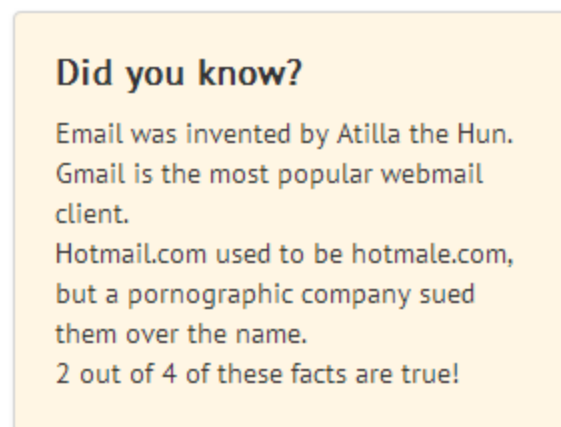 Did you know?
Email was invented by Atilla the Hun.
Gmail is the most popular webmail
client.
Hotmail.com used to be hotmale.com,
but a pornographic company sued
them over the name.
2 out of 4 of these facts are true!